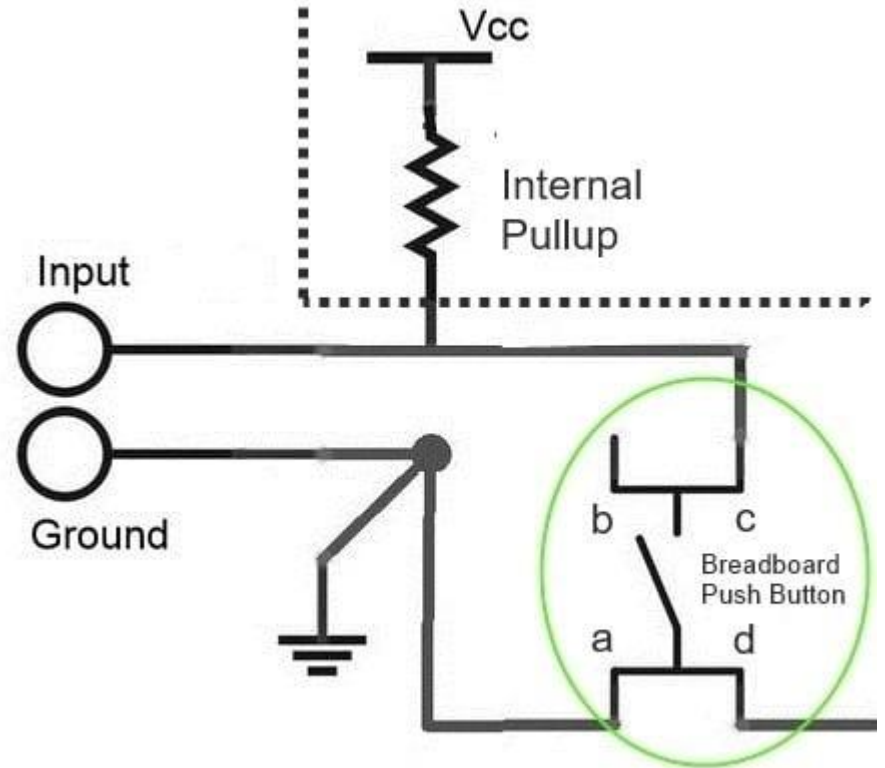 Vcc
Internal
Pullup
Input
Ground
b
c
Breadboard
Push Button
a
d